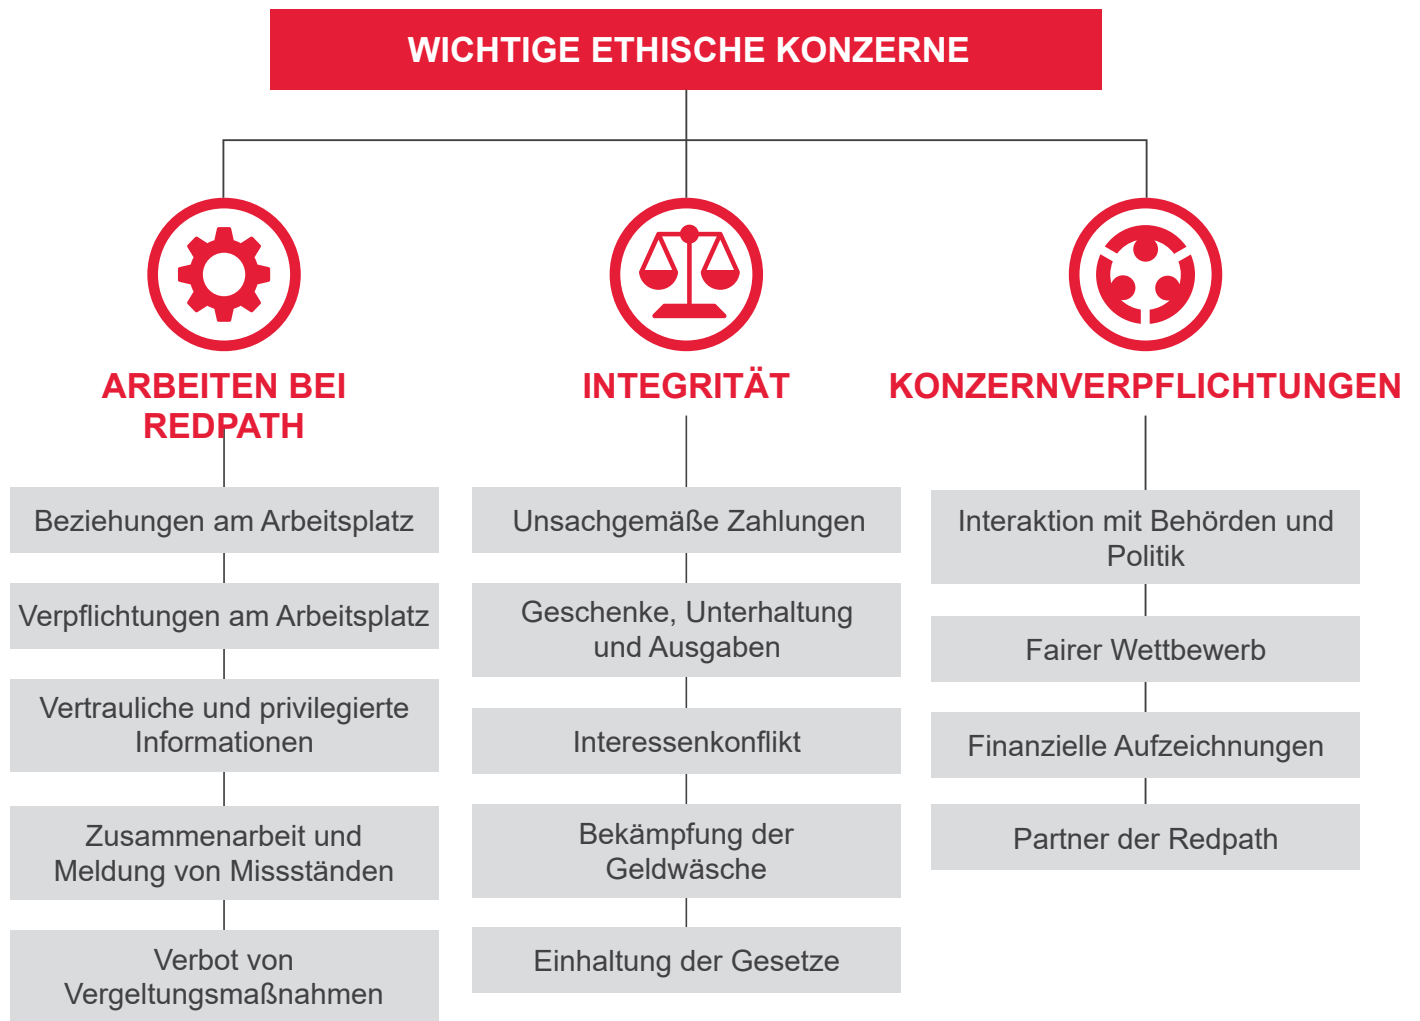 WICHTIGE ETHISCHE KONZERNE
ARBEITEN BEI
REDPATH
Beziehungen am Arbeitsplatz
Verpflichtungen am Arbeitsplatz
Vertrauliche und privilegierte
Informationen
Zusammenarbeit und
Meldung von Missständen
Verbot von
Vergeltungsmaßnahmen
INTEGRITÄT
Unsachgemäße Zahlungen
Geschenke, Unterhaltung
und Ausgaben
Interessenkonflikt
Bekämpfung der
Geldwäsche
Einhaltung der Gesetze
KONZERNVERPFLICHTUNGEN
Interaktion mit Behörden und
Politik
Fairer Wettbewerb
Finanzielle Aufzeichnungen
Partner der Redpath